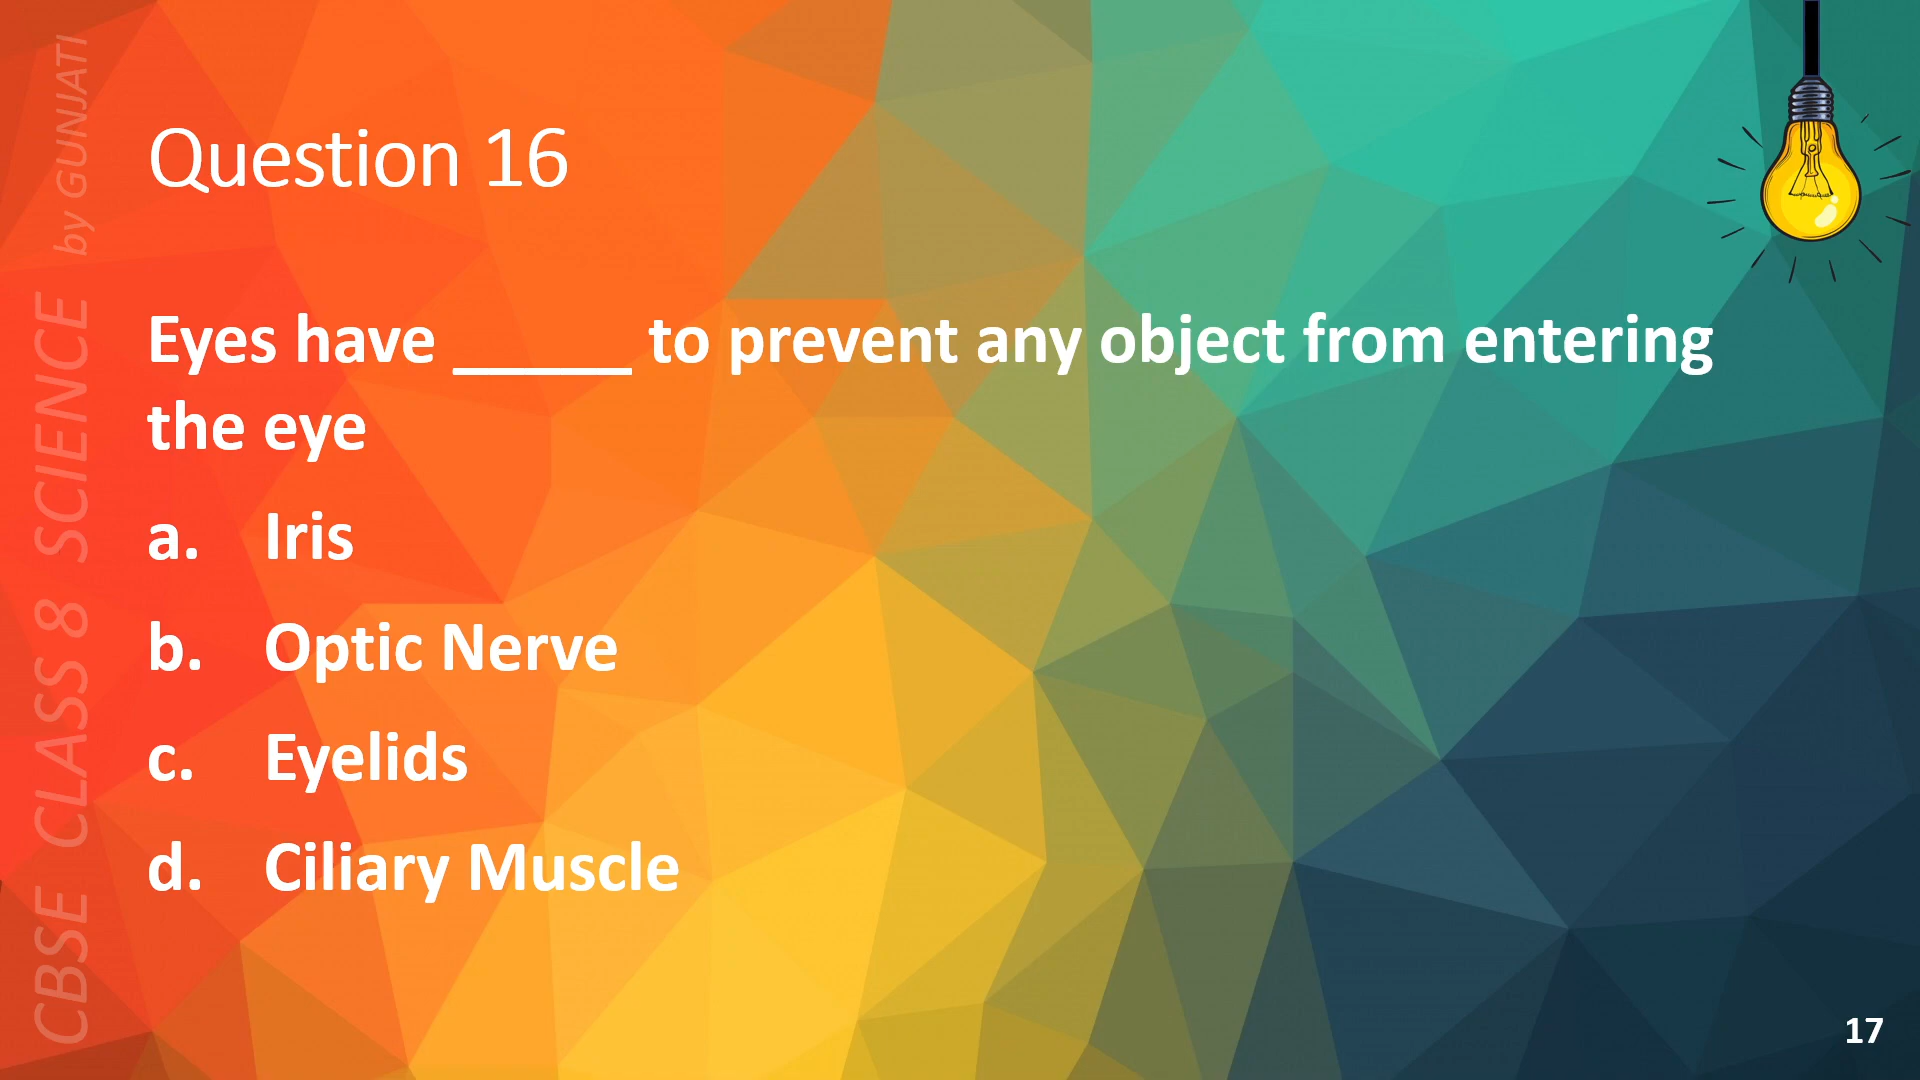 Question 16
Eyes have ______ to prevent any object from entering
the eye
a. Iris
b. Optic Nerve
c. Eyelids
d. Ciliary Muscle
CBSE CLASS 8 SCIENCE by GUNJATI
17